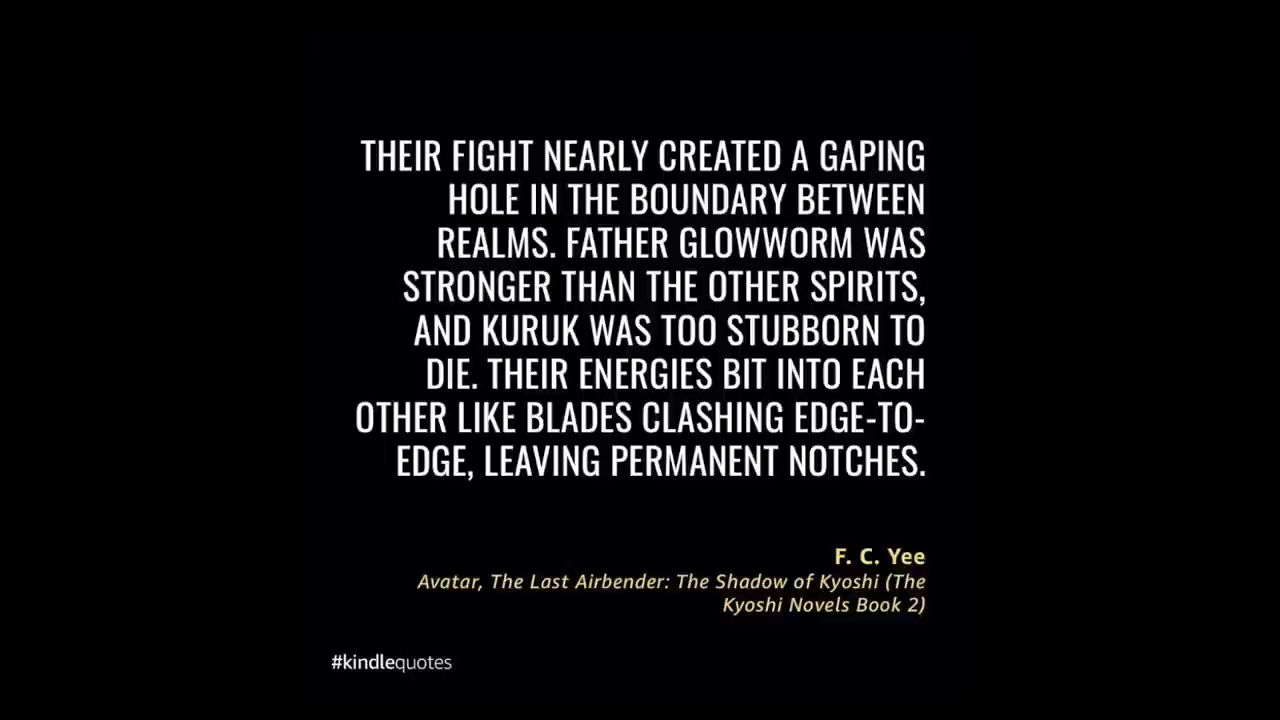 THEIR FIGHT NEARLY CREATED A GAPING
HOLE IN THE BOUNDARY BETWEEN
REALMS. FATHER GLOWWORM WAS
STRONGER THAN THE OTHER SPIRITS,
AND KURUK WAS TOO STUBBORN TO
DIE. THEIR ENERGIES BIT INTO EACH
OTHER LIKE BLADES CLASHING EDGE-TO-
EDGE, LEAVING PERMANENT NOTCHES.
F. C. Yee
Avatar, The Last Airbender: The Shadow of Kyoshi (The
Kyoshi Novels Book 2)
#kindlequotes